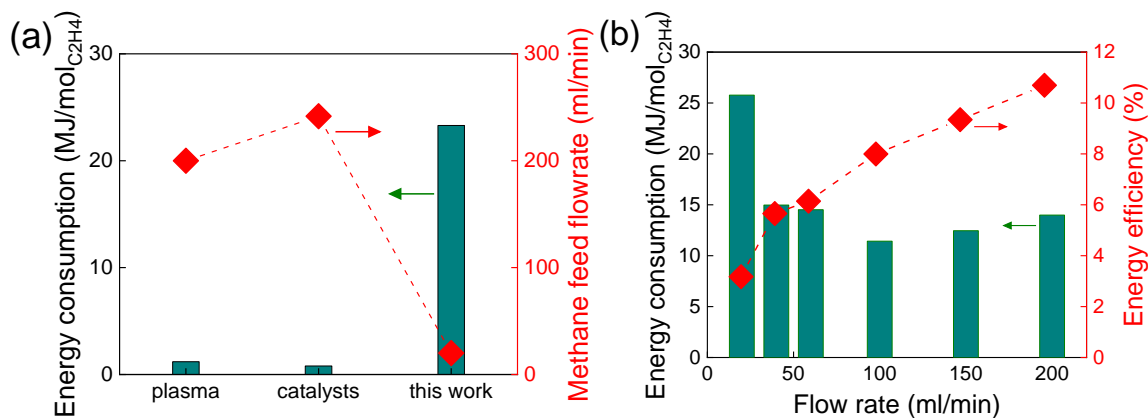 (a)
Energy consumption (MJ/mol_C2H4)
30
20
10
0
plasma
catalysts
this work
300
200
100
0
Methane feed flowrate (ml/min)
(b)
Energy consumption (MJ/mol_C2H4)
30
25
20
15
10
5
0
0
50
100
150
200
Flow rate (ml/min)
12
10
8
6
4
2
0
Energy efficiency (%)